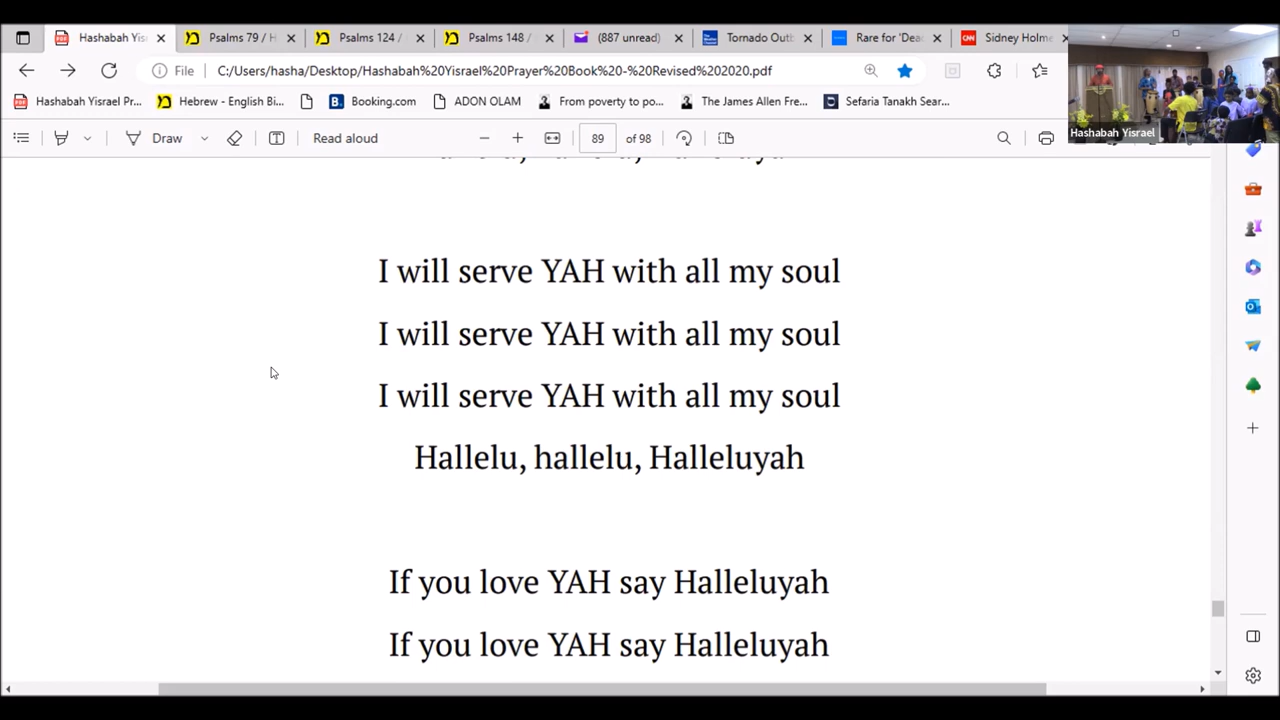 Hashabah Yis
Psalms 79 / H
Psalms 124 /
Psalms 148 /
(887 unread)
Tornado Outb
Rare for 'Dea
Sidney Holme
File
C:/Users/hasha/Desktop/Hashabah%20Yisrael%20Prayer%20Book%20-%20Revised%202020.pdf
Hashabah Yisrael Pr...
Hebrew - English Bi...
Booking.com
ADON OLAM
From poverty to po...
The James Allen Fre...
Sefaria Tanakh Sear...
Hashabah Yisrael
Draw
Read aloud
89
of 98
I will serve YAH with all my soul
I will serve YAH with all my soul
I will serve YAH with all my soul
Hallelu, hallelu, Halleluyah
If you love YAH say Halleluyah
If you love YAH say Halleluyah